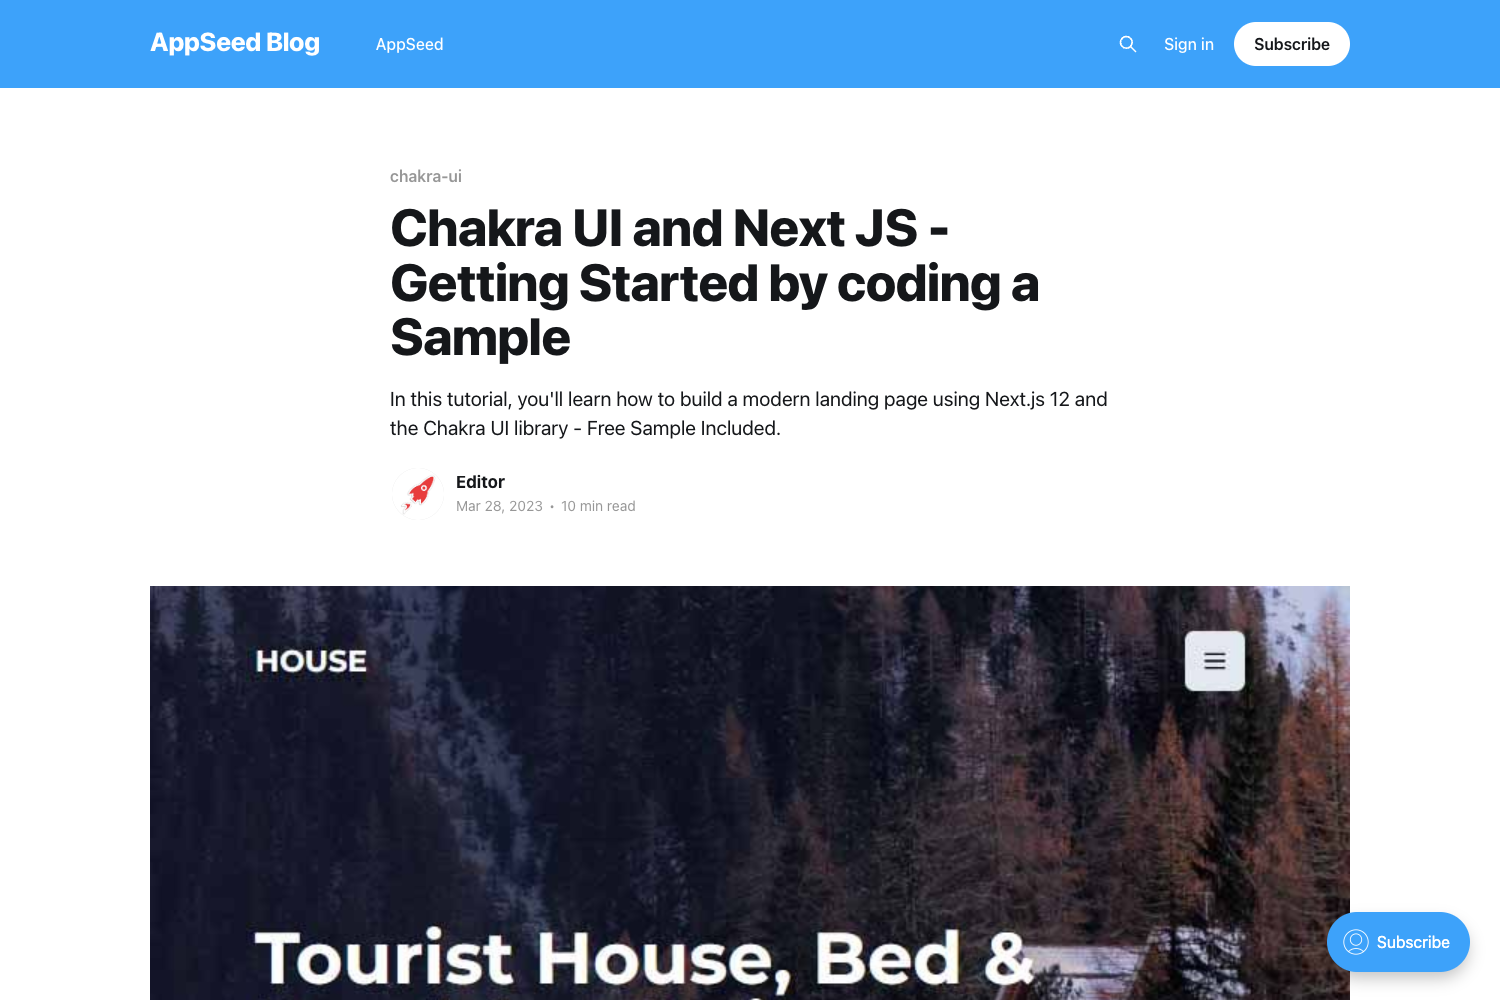 AppSeed Blog
AppSeed
Sign in
Subscribe
chakra-ui
Chakra UI and Next JS -
Getting Started by coding a
Sample
In this tutorial, you'll learn how to build a modern landing page using Next.js 12 and
the Chakra UI library - Free Sample Included.
Editor
Mar 28, 2023 • 10 min read
HOUSE
Tourist House, Bed &
Subscribe